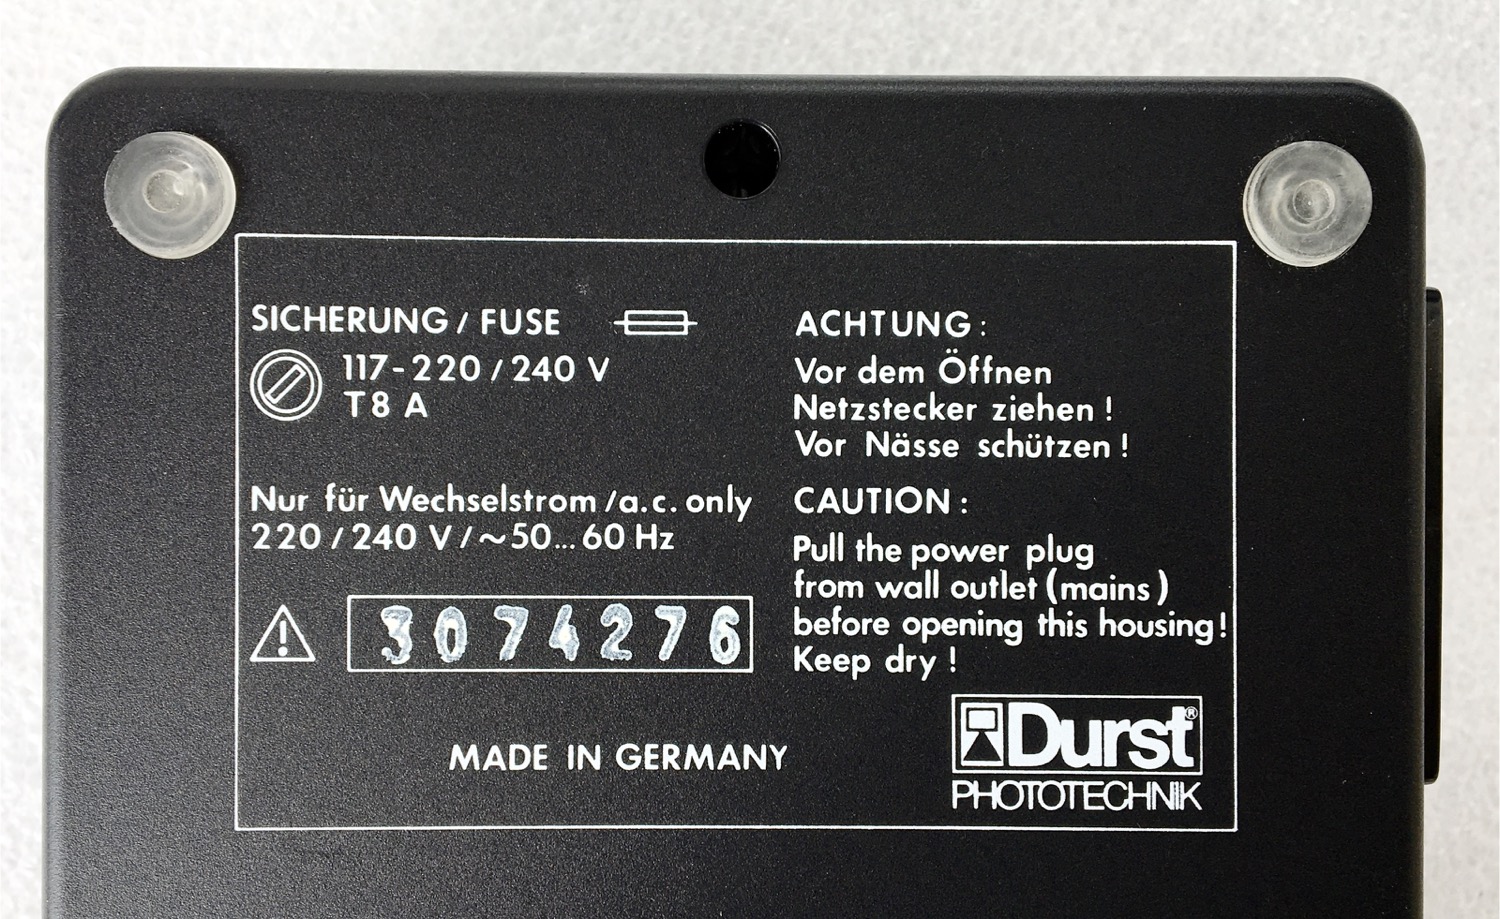 SICHERUNG / FUSE
117-220 / 240 V
T 8 A
Nur für Wechselstrom /a.c. only
220 / 240 V / ~ 50... 60 Hz
3074276
MADE IN GERMANY
ACHTUNG :
Vor dem Öffnen
Netzstecker ziehen !
Vor Nässe schützen !
CAUTION :
Pull the power plug
from wall outlet (mains)
before opening this housing!
Keep dry !
Durst®
PHOTOTECHNIK